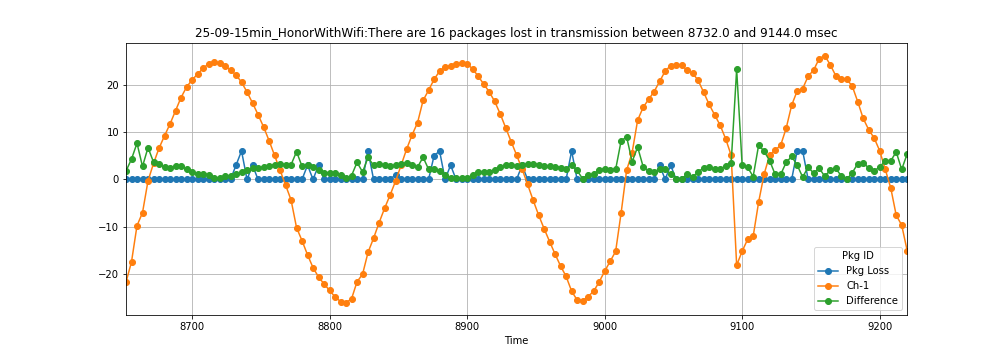 25-09-15min_HonorWithWifi:There are 16 packages lost in transmission between 8732.0 and 9144.0 msec
20
10
0
−10
−20
8700 8800 8900 9000 9100 9200
Time
Pkg ID
Pkg Loss
Ch-1
Difference